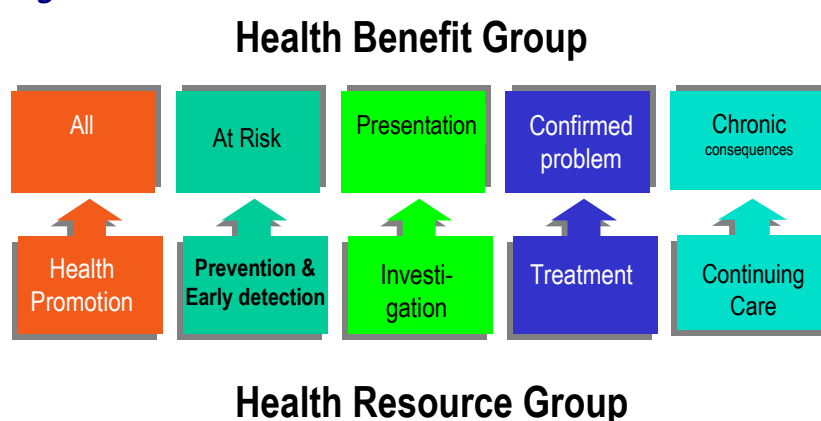 Health Benefit Group
All
At Risk
Presentation
Confirmed
problem
Chronic
consequences
Health
Promotion
Prevention &
Early detection
Investi-
gation
Treatment
Continuing
Care
Health Resource Group